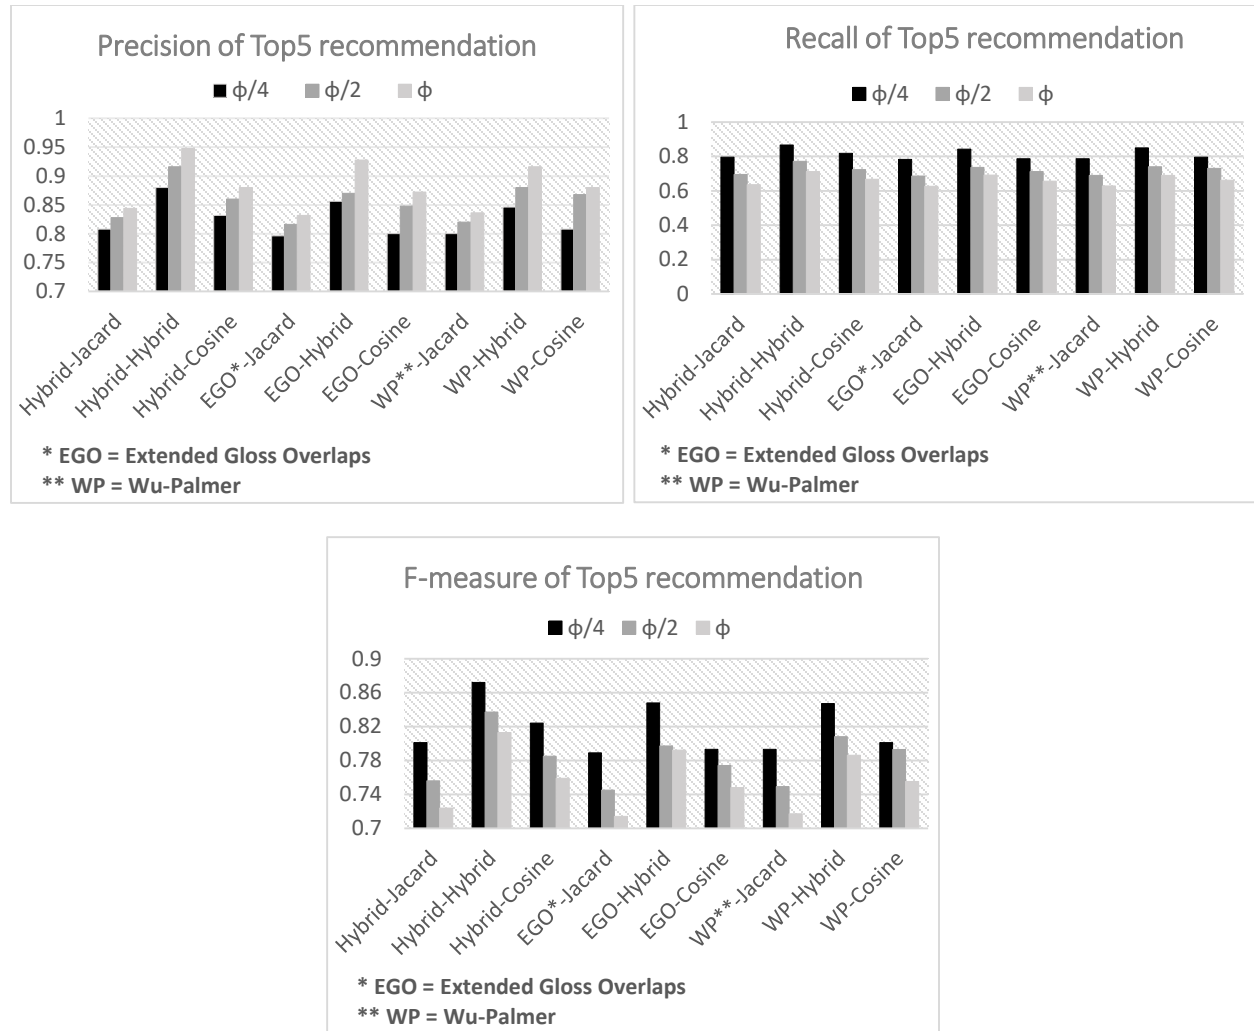 Precision of Top5 recommendation
ϕ/4 ϕ/2 ϕ
1
0.95
0.9
0.85
0.8
0.75
0.7
Hybrid-Jacard
Hybrid-Hybrid
Hybrid-Cosine
EGO*-Jacard
EGO-Hybrid
EGO-Cosine
WP**-Jacard
WP-Hybrid
WP-Cosine
* EGO = Extended Gloss Overlaps
** WP = Wu-Palmer
Recall of Top5 recommendation
ϕ/4 ϕ/2 ϕ
1
0.8
0.6
0.4
0.2
0
Hybrid-Jacard
Hybrid-Hybrid
Hybrid-Cosine
EGO*-Jacard
EGO-Hybrid
EGO-Cosine
WP**-Jacard
WP-Hybrid
WP-Cosine
* EGO = Extended Gloss Overlaps
** WP = Wu-Palmer
F-measure of Top5 recommendation
ϕ/4 ϕ/2 ϕ
0.9
0.86
0.82
0.78
0.74
0.7
Hybrid-Jacard
Hybrid-Hybrid
Hybrid-Cosine
EGO*-Jacard
EGO-Hybrid
EGO-Cosine
WP**-Jacard
WP-Hybrid
WP-Cosine
* EGO = Extended Gloss Overlaps
** WP = Wu-Palmer